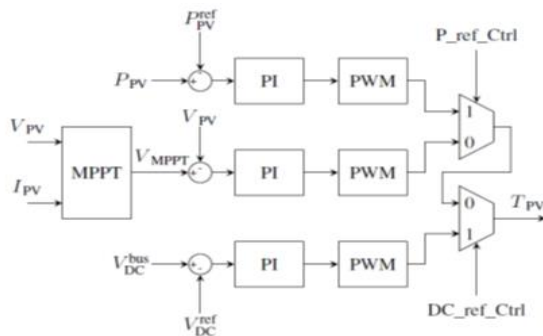 P_PV^ref
P_ref_Ctrl
P_PV + - PI PWM 1
V_PV
V_PV V_MPPT + - PI PWM 0
MPPT
I_PV
0 T_PV
V_DC^bus + - PI PWM 1
V_DC^ref
DC_ref_Ctrl